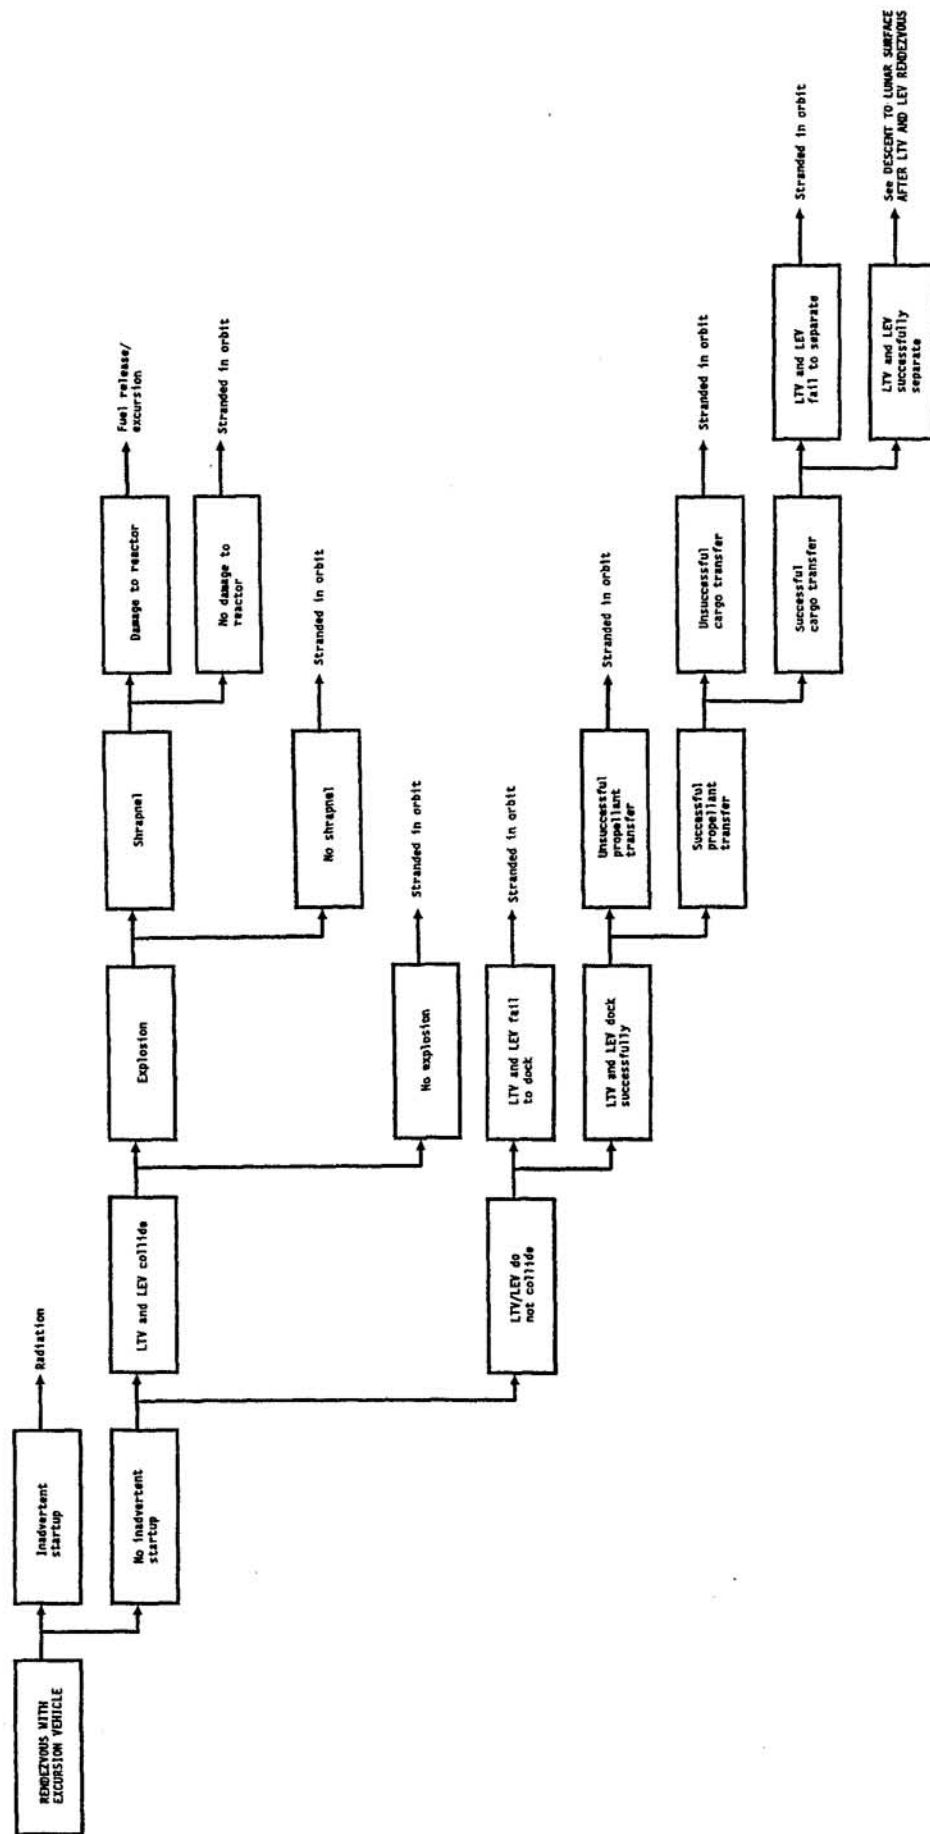 RENDEZVOUS WITH
EXCURSION VEHICLE
Inadvertent
startup
Radiation
No inadvertent
startup
LTV and LEV collide
Explosion
Shrapnel
Damage to reactor
Fuel release/
excursion
No damage to
reactor
Stranded in orbit
No shrapnel
Stranded in orbit
No explosion
Stranded in orbit
LTV/LEV do
not collide
LTV and LEV fail
to dock
Stranded in orbit
LTV and LEV dock
successfully
Unsuccessful
propellant
transfer
Stranded in orbit
Successful
propellant
transfer
Unsuccessful
cargo transfer
Stranded in orbit
Successful
cargo transfer
LTV and LEV
fail to separate
Stranded in orbit
LTV and LEV
successfully
separate
See DESCENT TO LUNAR SURFACE
AFTER LTV AND LEV RENDEZVOUS